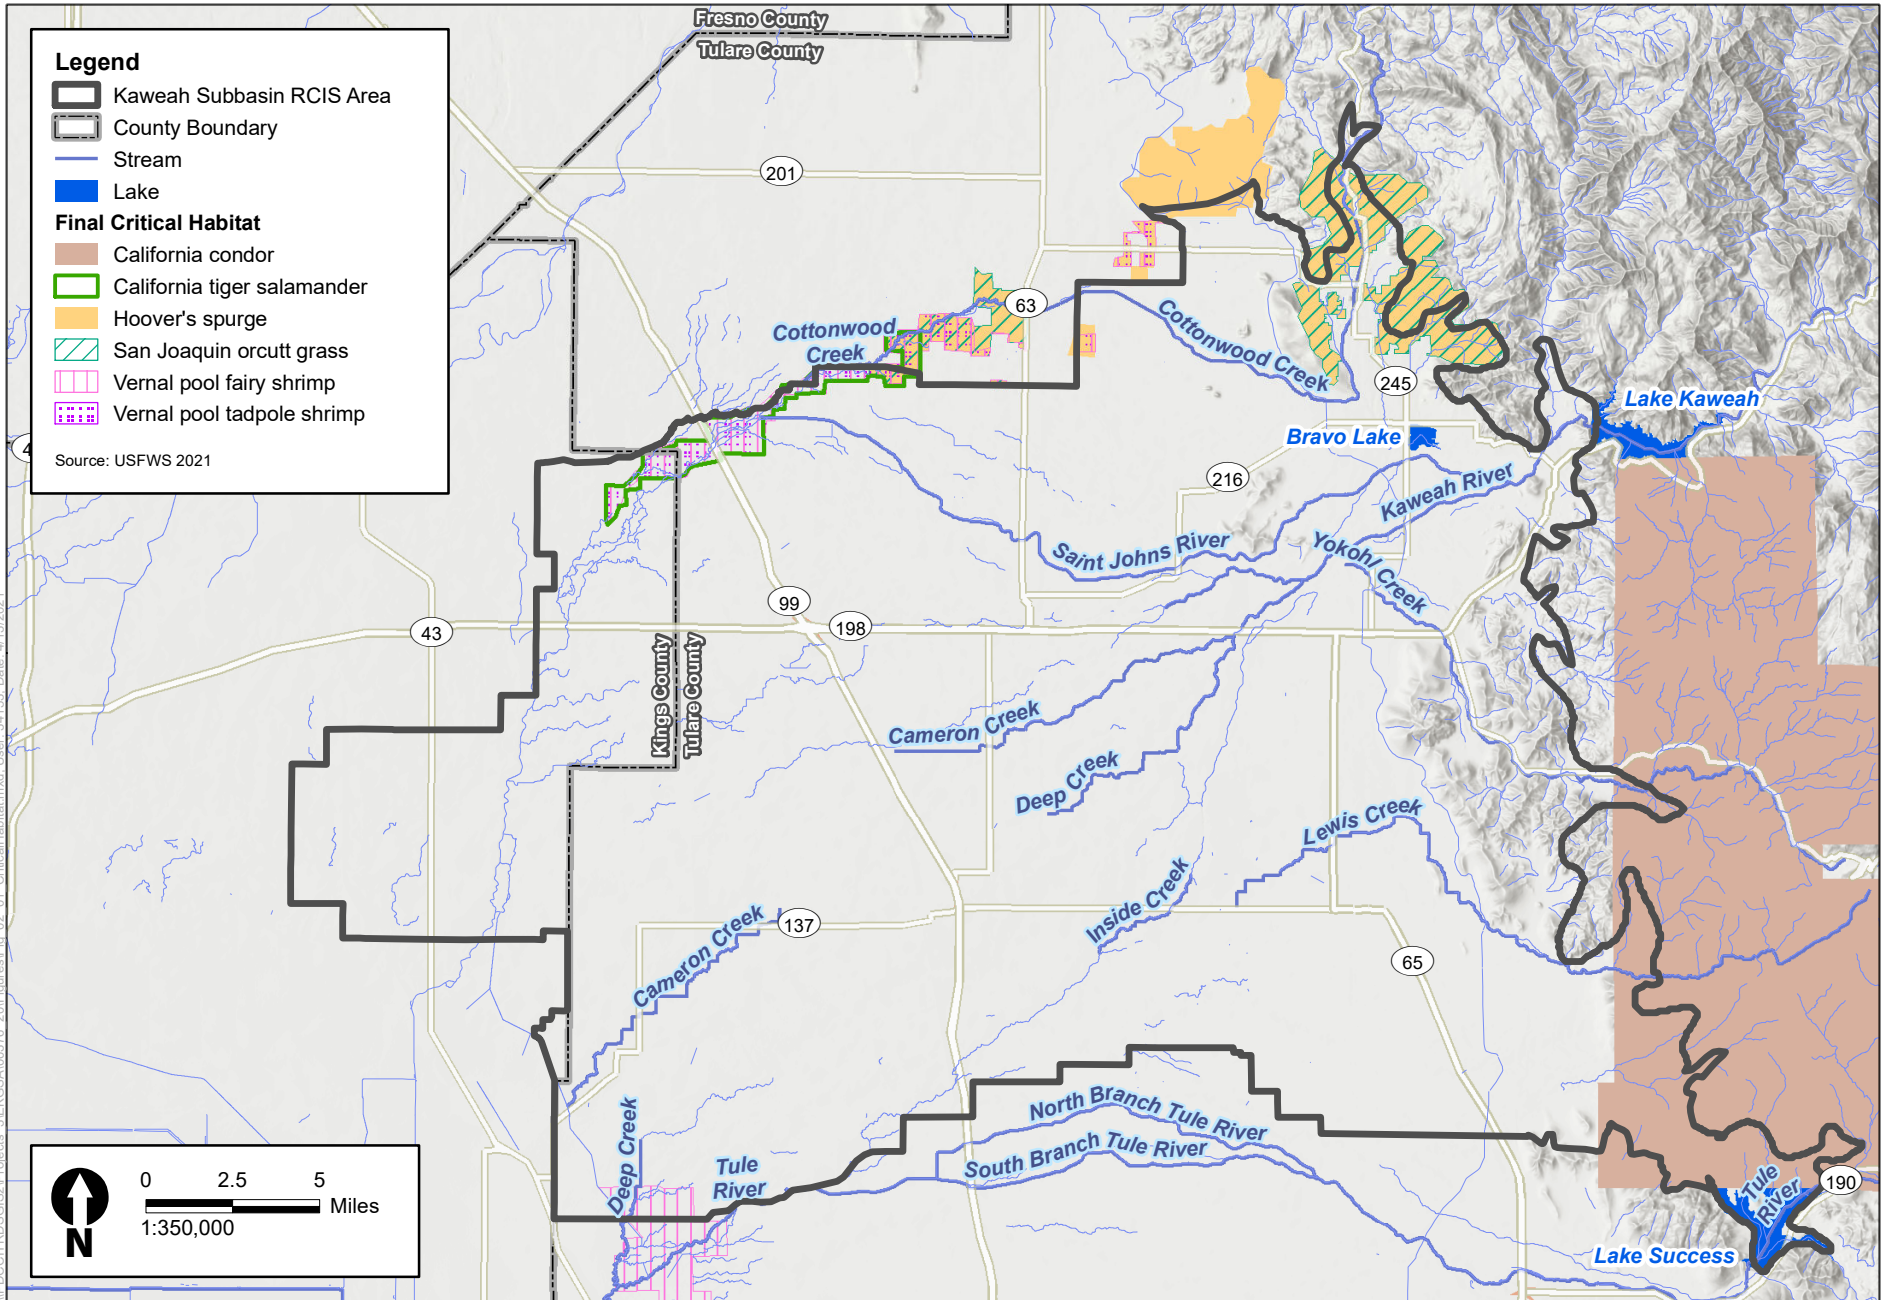 Legend
Kaweah Subbasin RCIS Area
County Boundary
Stream
Lake
Final Critical Habitat
California condor
California tiger salamander
Hoover's spurge
San Joaquin orcutt grass
Vernal pool fairy shrimp
Vernal pool tadpole shrimp
Source: USFWS 2021
Fresno County
Tulare County
201
63
Cottonwood
Creek
Cottonwood Creek
245
Lake Kaweah
Bravo Lake
216
Kaweah River
Saint Johns River
Yokohl Creek
99
198
43
Kings County
Tulare County
Cameron Creek
Deep Creek
Lewis Creek
Inside Creek
137
Cameron Creek
65
North Branch Tule River
South Branch Tule River
Deep Creek
Tule
River
Tule
River
190
Lake Success
0 2.5 5
Miles
1:350,000
N